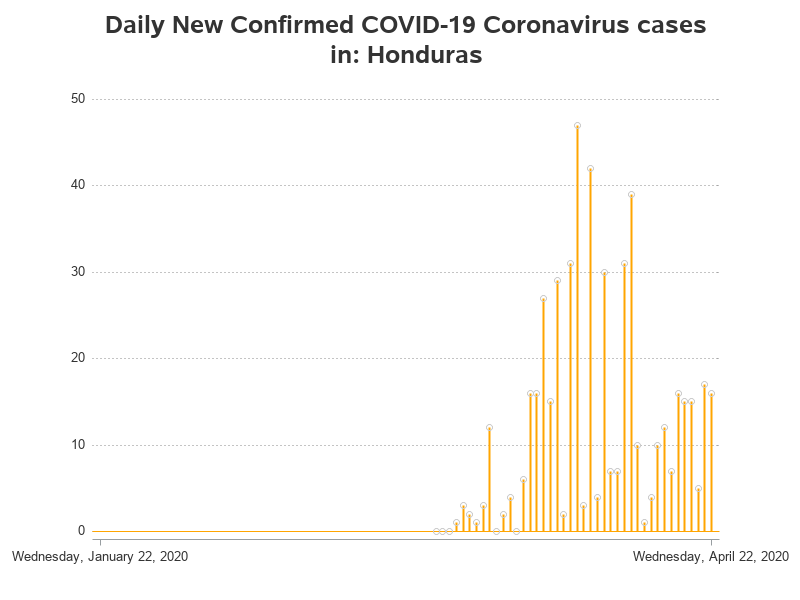 Daily New Confirmed COVID-19 Coronavirus cases
in: Honduras
50
40
30
20
10
0
Wednesday, January 22, 2020
Wednesday, April 22, 2020